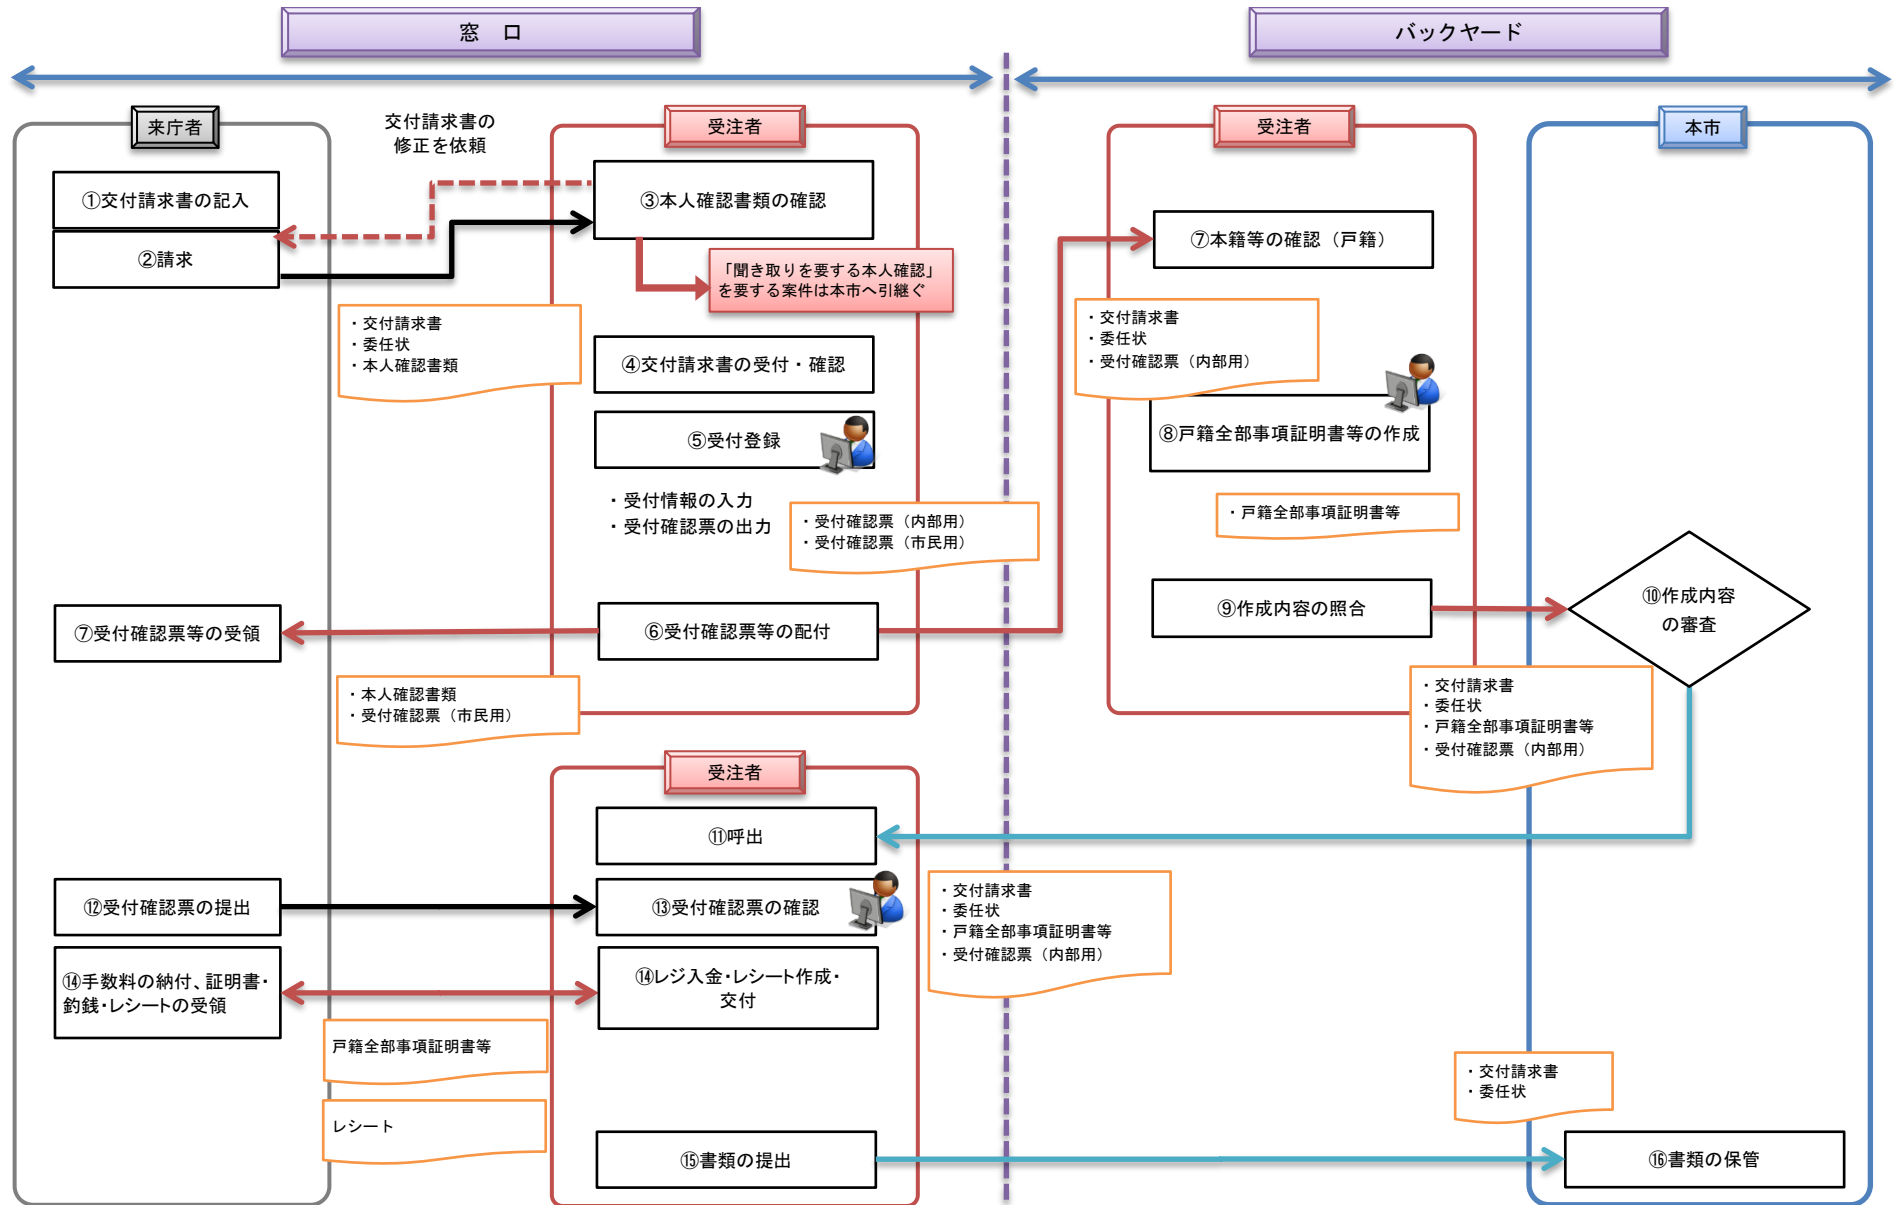 窓　口
バックヤード
来庁者
交付請求書の
修正を依頼
受注者
受注者
本市
①交付請求書の記入
②請求
③本人確認書類の確認
「聞き取りを要する本人確認」
を要する案件は本市へ引継ぐ
・交付請求書
・委任状
・本人確認書類
④交付請求書の受付・確認
⑤受付登録
・受付情報の入力
・受付確認票の出力
・受付確認票（内部用）
・受付確認票（市民用）
⑥受付確認票等の配付
⑦受付確認票等の受領
・本人確認書類
・受付確認票（市民用）
⑦本籍等の確認（戸籍）
・交付請求書
・委任状
・受付確認票（内部用）
⑧戸籍全部事項証明書等の作成
・戸籍全部事項証明書等
⑨作成内容の照合
⑩作成内容
の審査
・交付請求書
・委任状
・戸籍全部事項証明書等
・受付確認票（内部用）
受注者
⑪呼出
⑫受付確認票の提出
⑬受付確認票の確認
・交付請求書
・委任状
・戸籍全部事項証明書等
・受付確認票（内部用）
⑭手数料の納付、証明書・
釣銭・レシートの受領
⑭レジ入金・レシート作成・
交付
戸籍全部事項証明書等
レシート
⑮書類の提出
・交付請求書
・委任状
⑯書類の保管